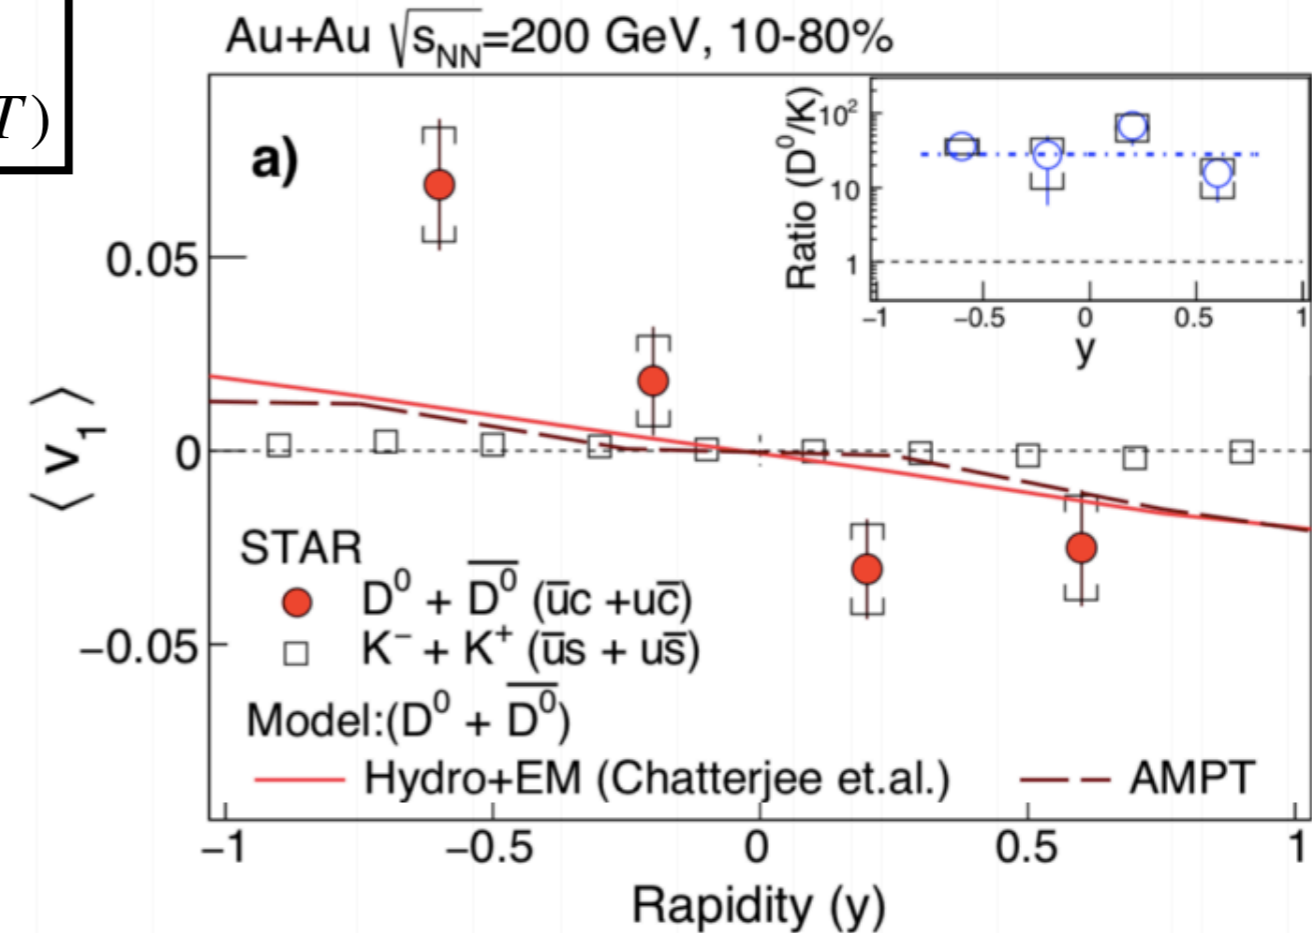 Au+Au √sNN=200 GeV, 10-80%
T)
a)
Ratio (D⁰/K)
10²
10
1
−1 −0.5 0 0.5 1
y
⟨v₁⟩
0.05
0
−0.05
STAR
D⁰ + D̅⁰ (u̅c +uc̅)
K⁻ + K⁺ (u̅s + us̅)
Model:(D⁰ + D̅⁰)
Hydro+EM (Chatterjee et.al.) AMPT
−1 −0.5 0 0.5 1
Rapidity (y)